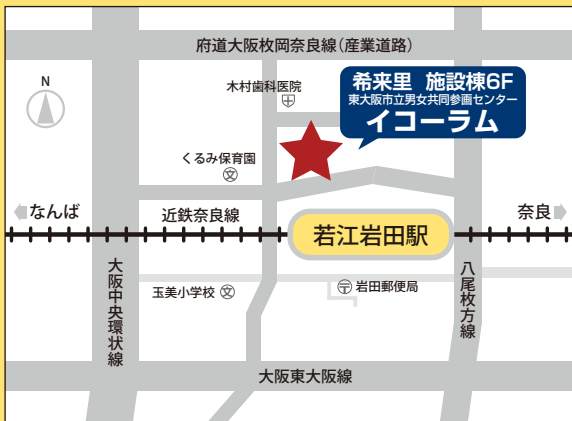 府道大阪枚岡奈良線(産業道路)
N
木村歯科医院
希来里 施設棟6F
東大阪市立男女共同参画センター
イコーラム
くるみ保育園
文
なんば
近鉄奈良線
若江岩田駅
奈良
大阪中央環状線
玉美小学校
文
〒
岩田郵便局
八尾枚方線
大阪東大阪線